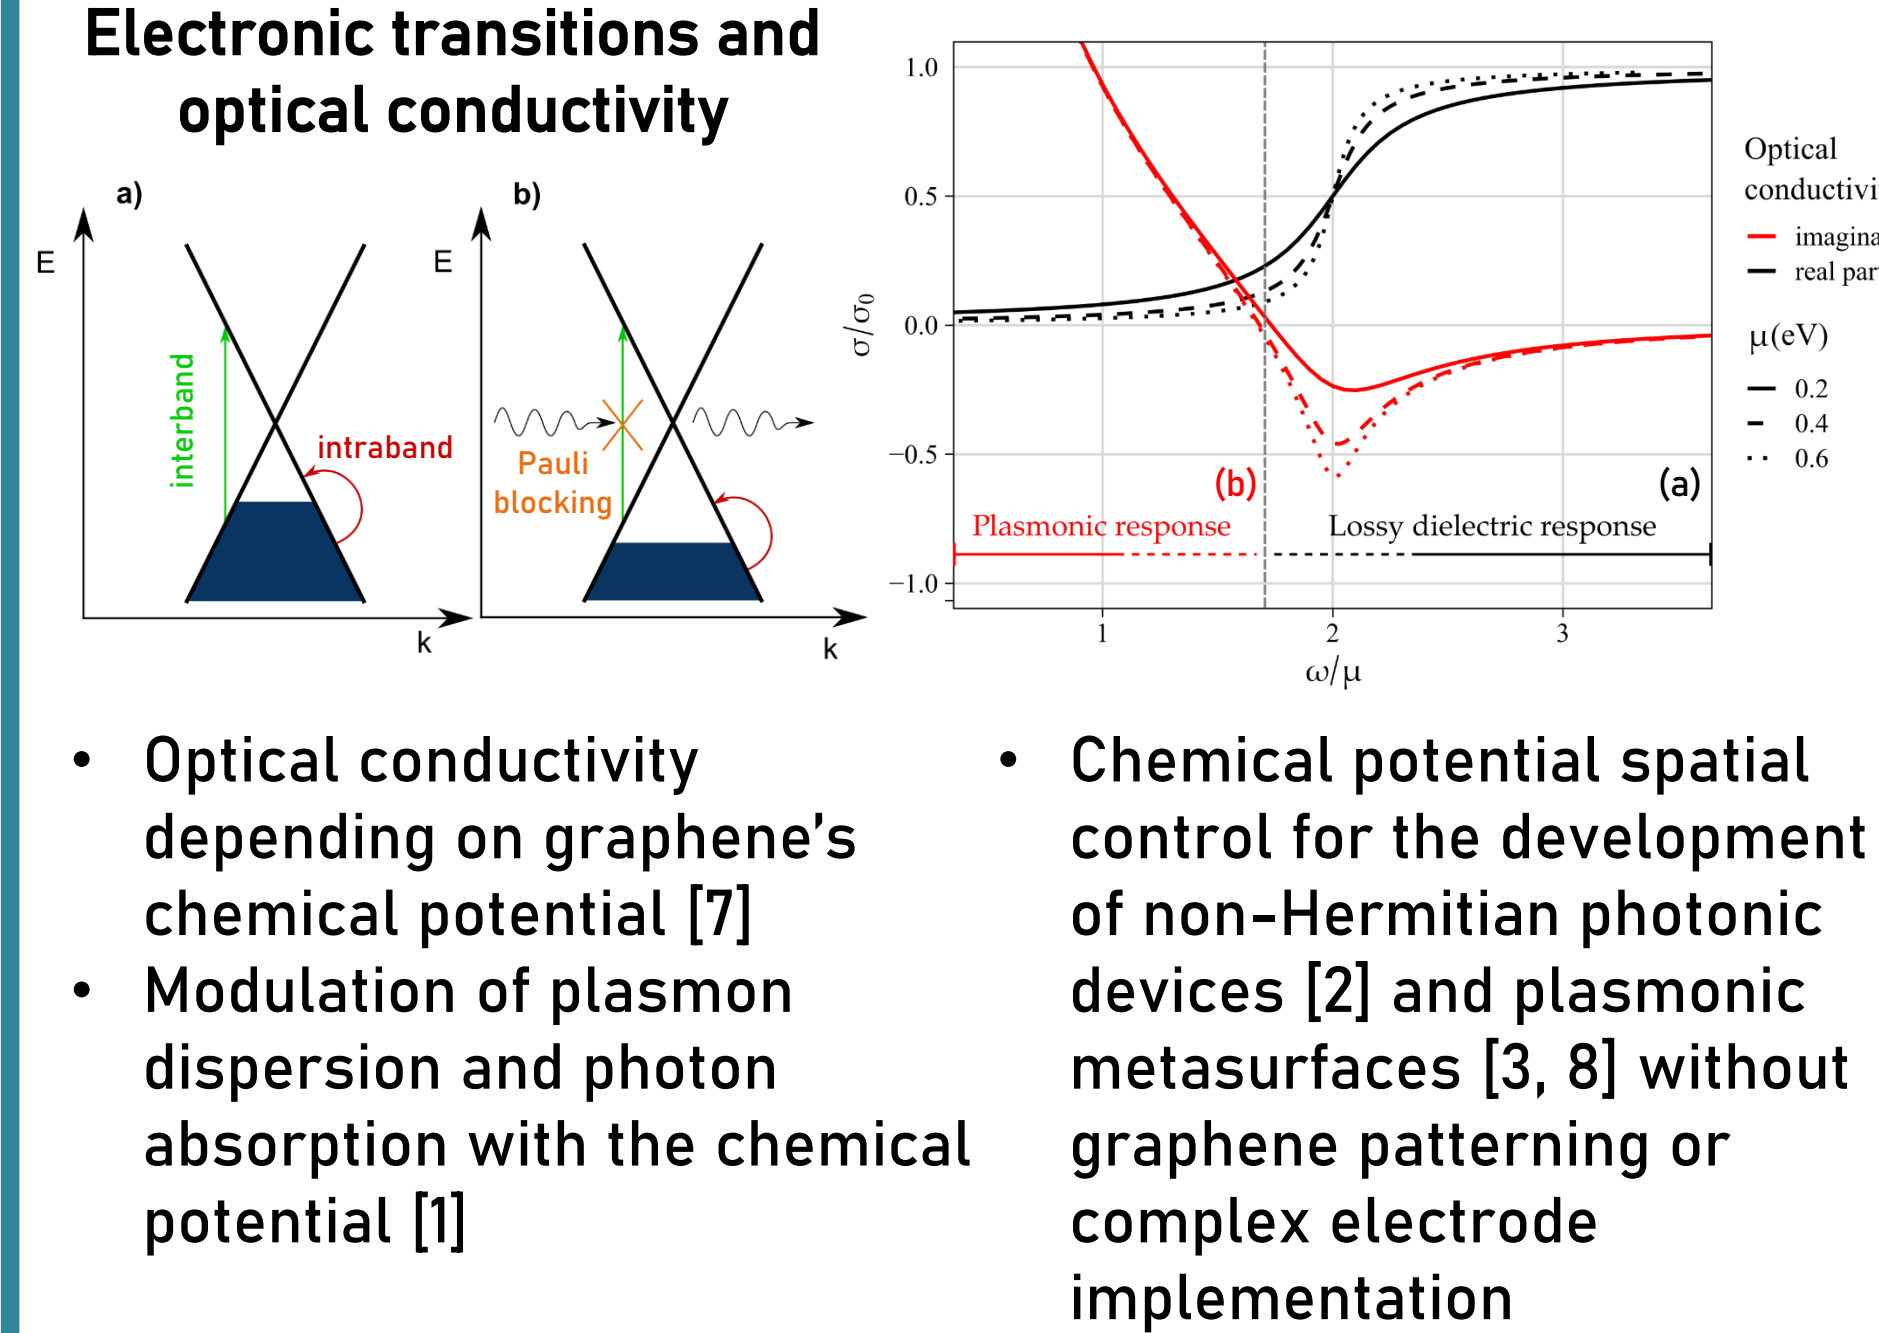 Electronic transitions and
optical conductivity
a)
E
interband
intraband
k
b)
E
Pauli
blocking
k
1.0
0.5
0.0
−0.5
−1.0
σ/σ0
1
2
3
ω/μ
(b)
(a)
Plasmonic response
Lossy dielectric response
Optical
μ(eV)
real
0.2
0.4
0.6
• Optical conductivity
depending on graphene’s
chemical potential [7]
• Modulation of plasmon
dispersion and photon
absorption with the chemical
potential [1]
• Chemical potential spatial
control for the development
of non-Hermitian photonic
devices [2] and plasmonic
metasurfaces [3, 8] without
graphene patterning or
complex electrode
implementation